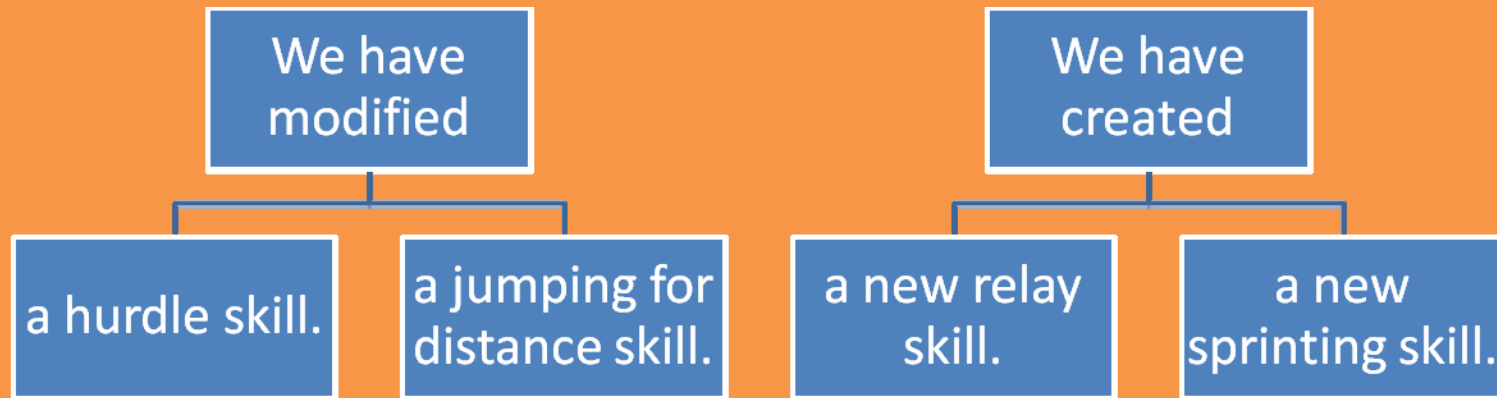 We have
modified
We have
created
a hurdle skill.
a jumping for
distance skill.
a new relay
skill.
a new
sprinting skill.